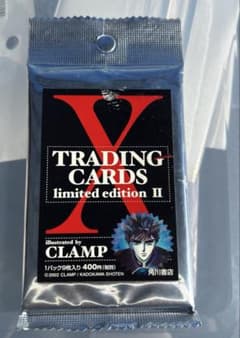 X
TRADING
CARDS
limited edition II
illustrated by
CLAMP
1パック9枚入り 400円(税別)
©2002 CLAMP / KADOKAWA SHOTEN
角川書店